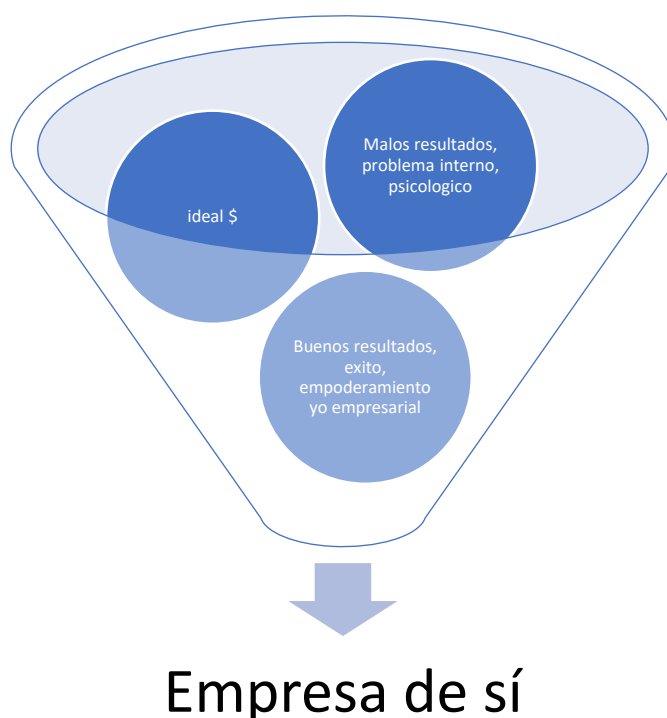 Malos resultados,
problema interno,
psicologico
ideal $
Buenos resultados,
exito,
empoderamiento
yo empresarial
Empresa de sí